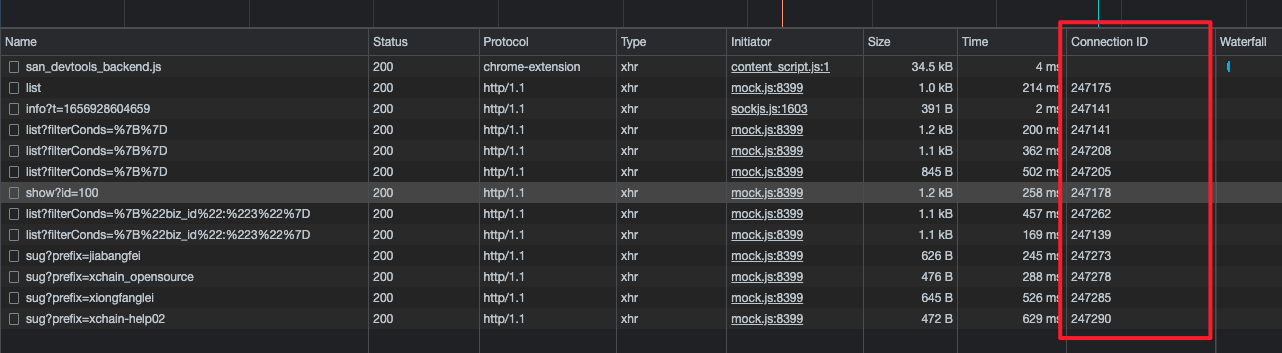 Name Status Protocol Type Initiator Size Time Connection ID Waterfall
san_devtools_backend.js 200 chrome-extension xhr content_script.js:1 34.5 kB 4 ms
list 200 http/1.1 xhr mock.js:8399 1.0 kB 214 ms 247175
info?t=1656928604659 200 http/1.1 xhr sockjs.js:1603 391 B 2 ms 247141
list?filterConds=%7B%7D 200 http/1.1 xhr mock.js:8399 1.2 kB 200 ms 247141
list?filterConds=%7B%7D 200 http/1.1 xhr mock.js:8399 1.1 kB 362 ms 247208
list?filterConds=%7B%7D 200 http/1.1 xhr mock.js:8399 845 B 502 ms 247205
show?id=100 200 http/1.1 xhr mock.js:8399 1.2 kB 258 ms 247178
list?filterConds=%7B%22biz_id%22:%223%22%7D 200 http/1.1 xhr mock.js:8399 1.1 kB 457 ms 247262
list?filterConds=%7B%22biz_id%22:%223%22%7D 200 http/1.1 xhr mock.js:8399 1.1 kB 169 ms 247139
sug?prefix=jiabangfei 200 http/1.1 xhr mock.js:8399 626 B 245 ms 247273
sug?prefix=xchain_opensource 200 http/1.1 xhr mock.js:8399 476 B 288 ms 247278
sug?prefix=xiongfanglei 200 http/1.1 xhr mock.js:8399 645 B 526 ms 247285
sug?prefix=xchain-help02 200 http/1.1 xhr mock.js:8399 472 B 629 ms 247290